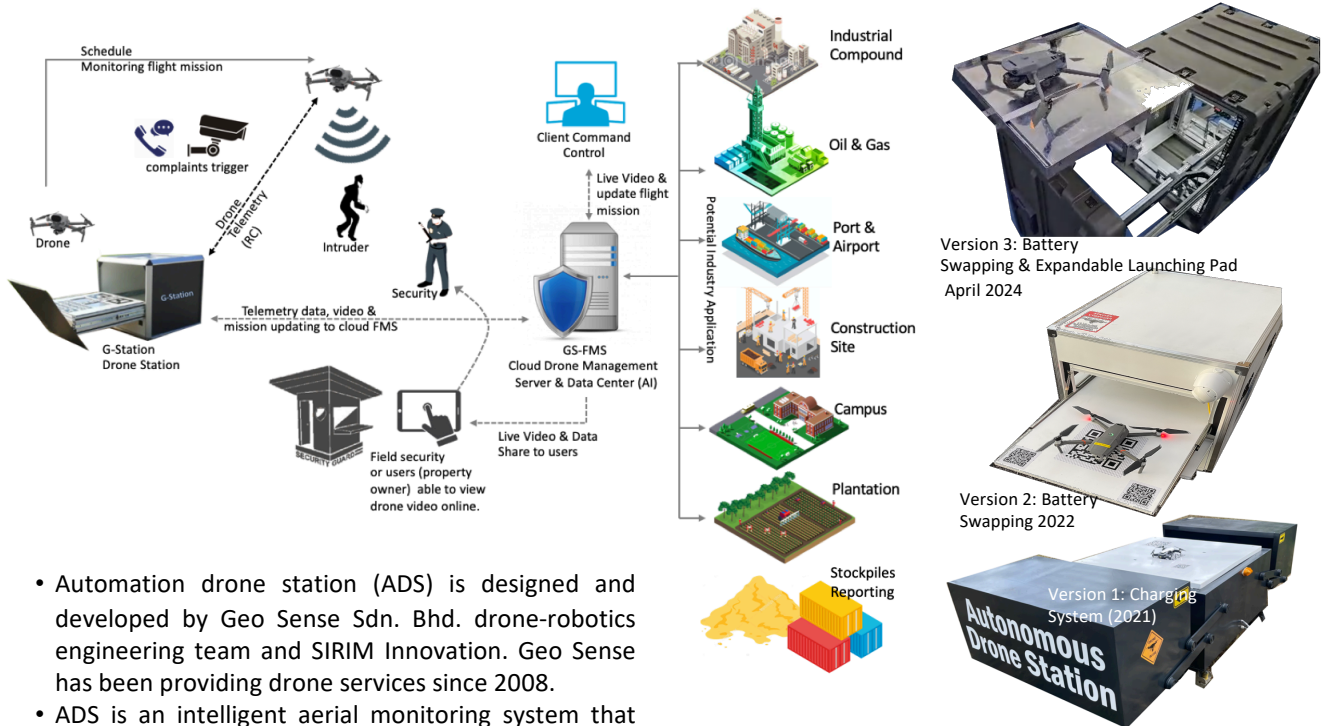 Schedule
Monitoring flight mission
complaints trigger
Drone
Telemetry
(RC)
Intruder
Drone
G-Station
G-Station
Drone Station
Security
Telemetry data, video &
mission updating to cloud FMS
SECURITY GUARD
Field security
or users (property
owner) able to view
drone video online.
Client Command
Control
Live Video &
update flight
mission
GS-FMS
Cloud Drone Management
Server & Data Center (AI)
Live Video & Data
Share to users
Potential Industry Application
Industrial
Compound
Oil & Gas
Port &
Airport
Construction
Site
Campus
Plantation
Stockpiles
Reporting
Version 3: Battery
Swapping & Expandable Launching Pad
April 2024
Version 2: Battery
Swapping 2022
Version 1: Charging
System (2021)
Autonomous
Drone Station
• Automation drone station (ADS) is designed and
developed by Geo Sense Sdn. Bhd. drone-robotics
engineering team and SIRIM Innovation. Geo Sense
has been providing drone services since 2008.
• ADS is an intelligent aerial monitoring system that